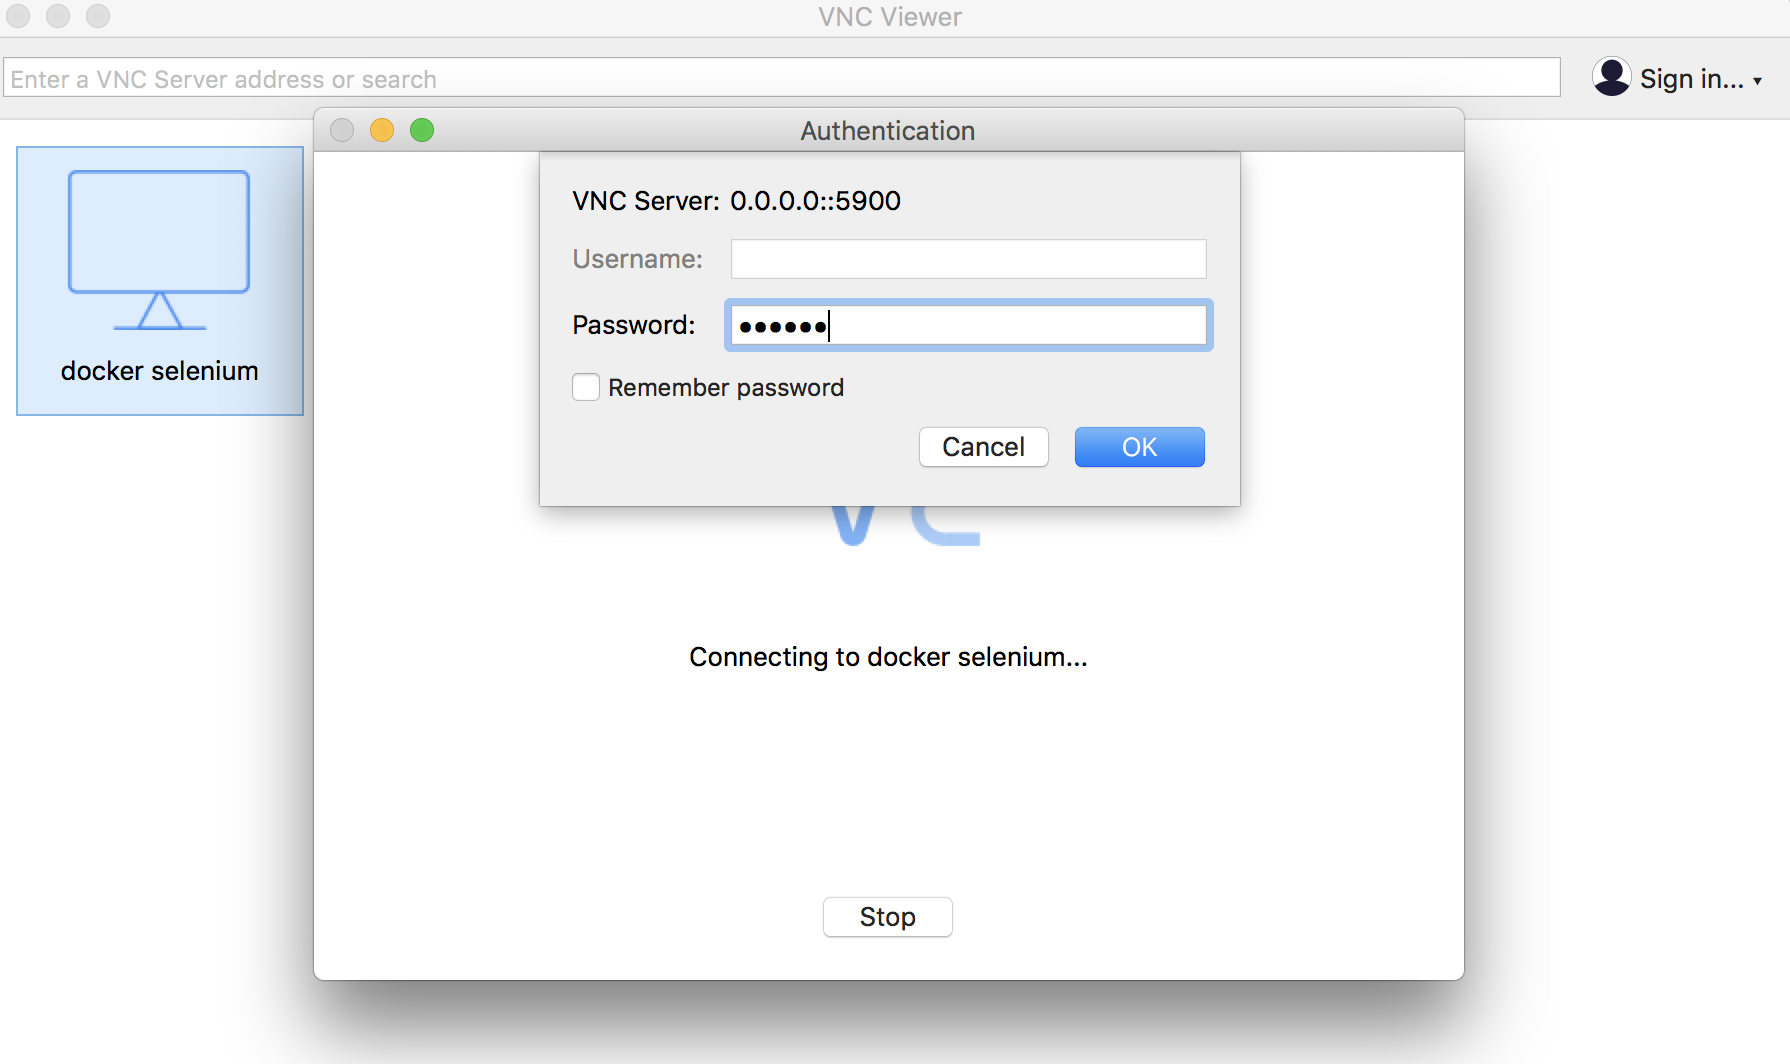 VNC Viewer
Enter a VNC Server address or search
Sign in...
Authentication
docker selenium
VNC Server: 0.0.0.0::5900
Username:
Password: ••••••
Remember password
Cancel OK
Connecting to docker selenium...
Stop